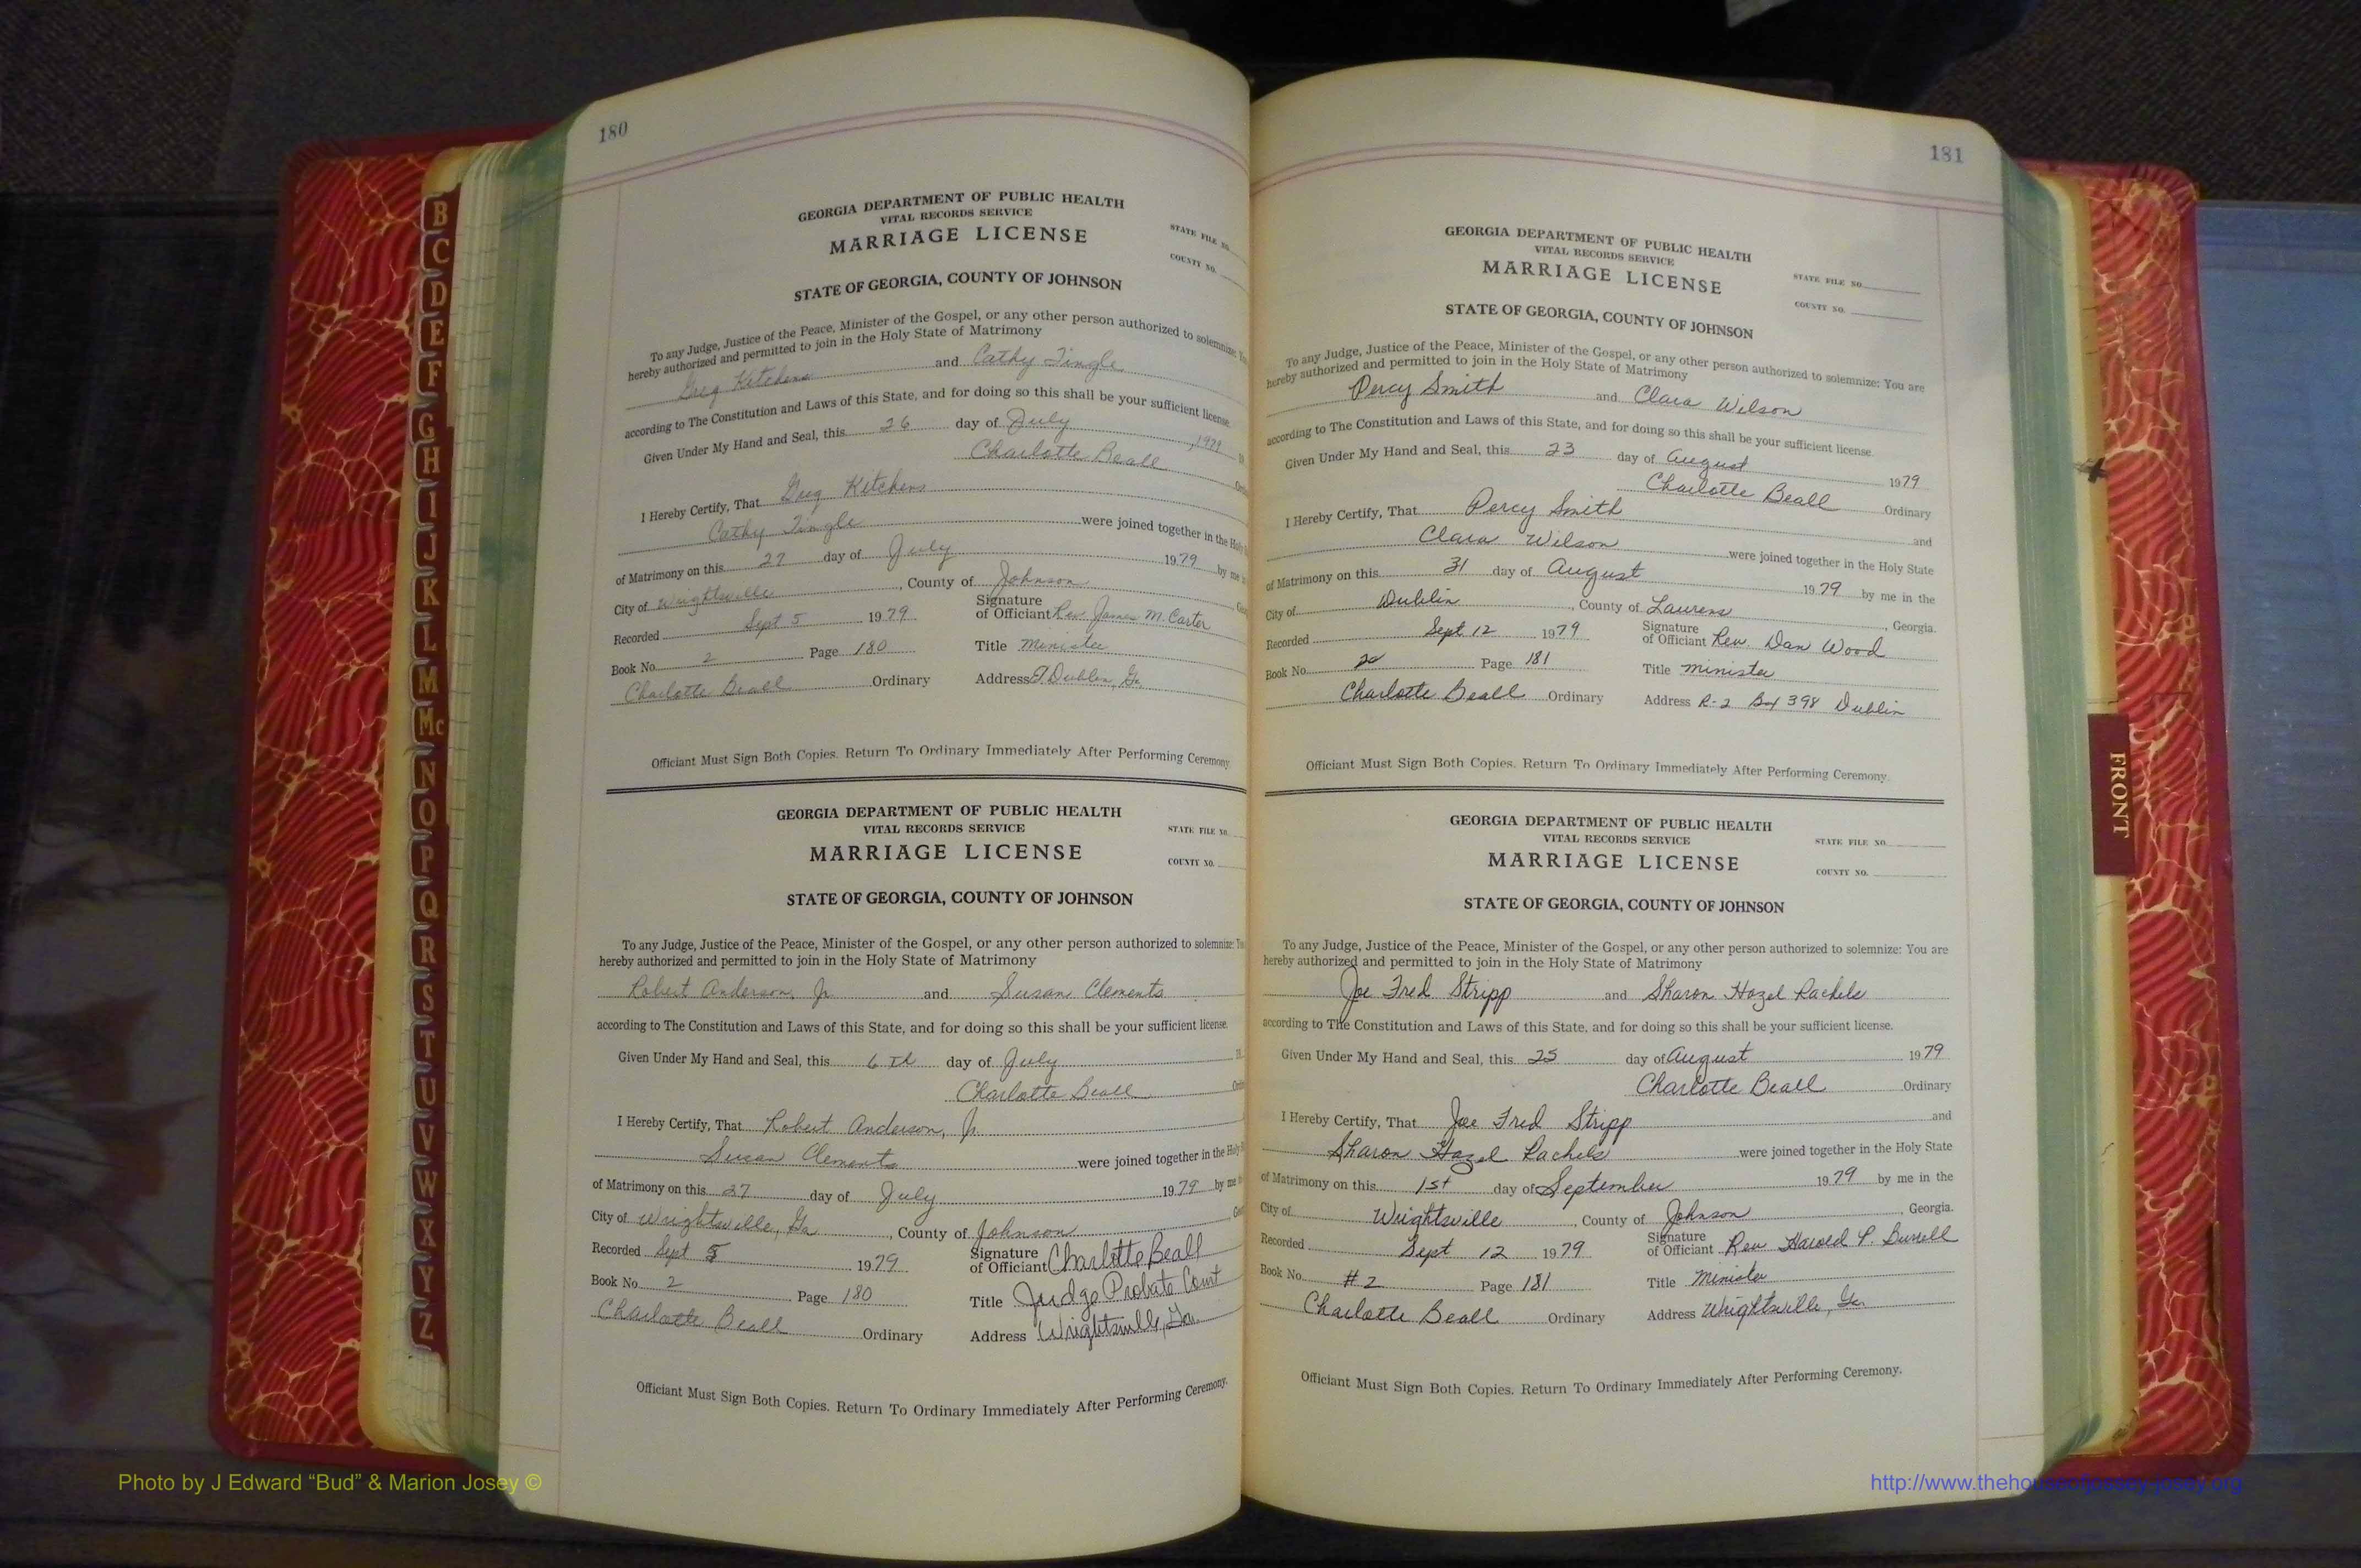 180
GEORGIA DEPARTMENT OF PUBLIC HEALTH
VITAL RECORDS SERVICE
MARRIAGE LICENSE
STATE FILE NO.
COUNTY NO.
STATE OF GEORGIA, COUNTY OF JOHNSON
To any Judge, Justice of the Peace, Minister of the Gospel, or any other person authorized to solemnize:
hereby authorized and permitted to join in the Holy State of Matrimony
Greg Kitchens and Cathy Tingle
according to The Constitution and Laws of this State, and for doing so this shall be your sufficient license.
Given Under My Hand and Seal, this 26 day of July, 1979
Charlotte Beall
I Hereby Certify, That Greg Kitchens
Cathy Tingle were joined together in the Holy
of Matrimony on this 27 day of July 1979 by me
City of Wrightsville, County of Johnson
Recorded Sept 5 1979 Signature of Officiant Rev James M. Carter
Book No. 2 Page 180 Title Minister
Charlotte Beall Ordinary Address E Dublin, Ga.
Officiant Must Sign Both Copies. Return To Ordinary Immediately After Performing Ceremony.
GEORGIA DEPARTMENT OF PUBLIC HEALTH
VITAL RECORDS SERVICE
MARRIAGE LICENSE
STATE FILE NO.
COUNTY NO.
STATE OF GEORGIA, COUNTY OF JOHNSON
To any Judge, Justice of the Peace, Minister of the Gospel, or any other person authorized to solemnize:
hereby authorized and permitted to join in the Holy State of Matrimony
Robert Anderson, Jr. and Susan Clements
according to The Constitution and Laws of this State, and for doing so this shall be your sufficient license.
Given Under My Hand and Seal, this 6 th day of July
Charlotte Beall
I Hereby Certify, That Robert Anderson, Jr.
Susan Clements were joined together in the Holy
of Matrimony on this 27 day of July 1979 by me
City of Wrightsville, Ga, County of Johnson
Recorded Sept 5 1979 Signature of Officiant Charlotte Beall
Book No. 2 Page 180 Title Judge Probate Court
Charlotte Beall Ordinary Address Wrightsville, Ga.
Officiant Must Sign Both Copies. Return To Ordinary Immediately After Performing Ceremony.
181
GEORGIA DEPARTMENT OF PUBLIC HEALTH
VITAL RECORDS SERVICE
MARRIAGE LICENSE
STATE FILE NO.
COUNTY NO.
STATE OF GEORGIA, COUNTY OF JOHNSON
To any Judge, Justice of the Peace, Minister of the Gospel, or any other person authorized to solemnize: You are
hereby authorized and permitted to join in the Holy State of Matrimony
Percy Smith and Clara Wilson
according to The Constitution and Laws of this State, and for doing so this shall be your sufficient license.
Given Under My Hand and Seal, this 23 day of August 1979
Charlotte Beall Ordinary
I Hereby Certify, That Percy Smith and
Clara Wilson were joined together in the Holy State
of Matrimony on this 31 day of August 1979 by me in the
City of Dublin, County of Laurens, Georgia.
Recorded Sept 12 1979 Signature of Officiant Rev Dan Wood
Book No. Page 181 Title minister
Charlotte Beall Ordinary Address R-2 Box 398 Dublin
Officiant Must Sign Both Copies. Return To Ordinary Immediately After Performing Ceremony.
GEORGIA DEPARTMENT OF PUBLIC HEALTH
VITAL RECORDS SERVICE
MARRIAGE LICENSE
STATE FILE NO.
COUNTY NO.
STATE OF GEORGIA, COUNTY OF JOHNSON
To any Judge, Justice of the Peace, Minister of the Gospel, or any other person authorized to solemnize: You are
hereby authorized and permitted to join in the Holy State of Matrimony
Joe Fred Stripp and Sharon Hazel Rachels
according to The Constitution and Laws of this State, and for doing so this shall be your sufficient license.
Given Under My Hand and Seal, this 25 day of August 1979
Charlotte Beall Ordinary
I Hereby Certify, That Joe Fred Stripp and
Sharon Hazel Rachels were joined together in the Holy State
of Matrimony on this 1st day of September 1979 by me in the
City of Wrightsville, County of Johnson, Georgia.
Recorded Sept 12 1979 Signature of Officiant Rev Harold P.
Book No. #2 Page 181 Title Minister
Charlotte Beall Ordinary Address Wrightsville, Ga.
Officiant Must Sign Both Copies. Return To Ordinary Immediately After Performing Ceremony.
B
C
D
E
F
G
H
I
J
K
L
M
Mc
N
O
P
Q
R
S
T
U
V
W
X
Y
Z
FRONT
Photo by J Edward “Bud” & Marion Josey ©
http://www.thehouseofjossey-josey.org